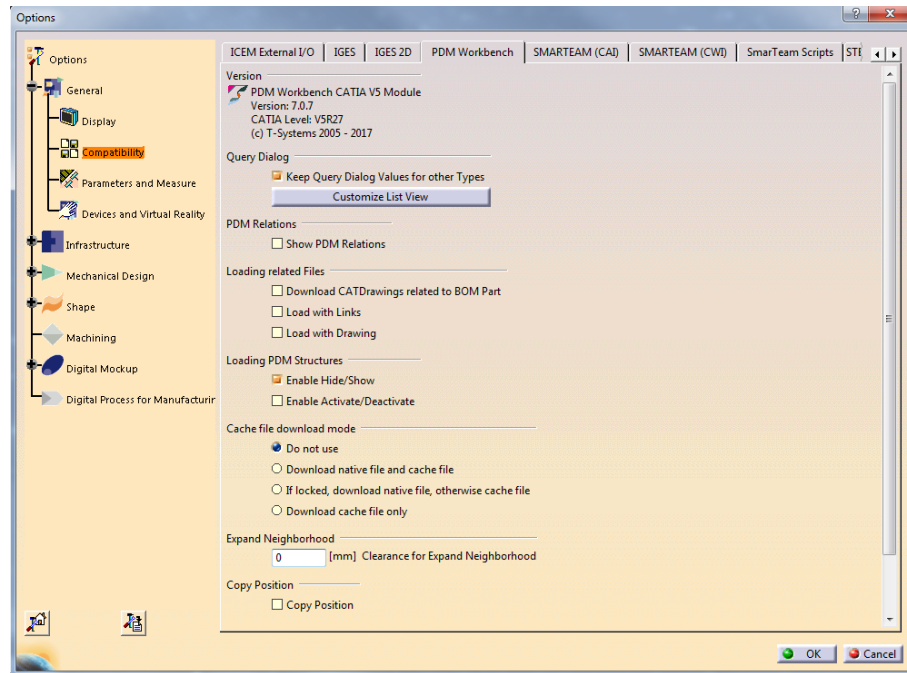 Options
Options
General
Display
Compatibility
Parameters and Measure
Devices and Virtual Reality
Infrastructure
Mechanical Design
Shape
Machining
Digital Mockup
Digital Process for Manufacturin
ICEM External I/O IGES IGES 2D PDM Workbench SMARTEAM (CAI) SMARTEAM (CWI) SmarTeam Scripts STE
Version
PDM Workbench CATIA V5 Module
Version: 7.0.7
CATIA Level: V5R27
(c) T-Systems 2005 - 2017
Query Dialog
Keep Query Dialog Values for other Types
Customize List View
PDM Relations
Show PDM Relations
Loading related Files
Download CATDrawings related to BOM Part
Load with Links
Load with Drawing
Loading PDM Structures
Enable Hide/Show
Enable Activate/Deactivate
Cache file download mode
Do not use
Download native file and cache file
If locked, download native file, otherwise cache file
Download cache file only
Expand Neighborhood
0 [mm] Clearance for Expand Neighborhood
Copy Position
Copy Position
OK Cancel